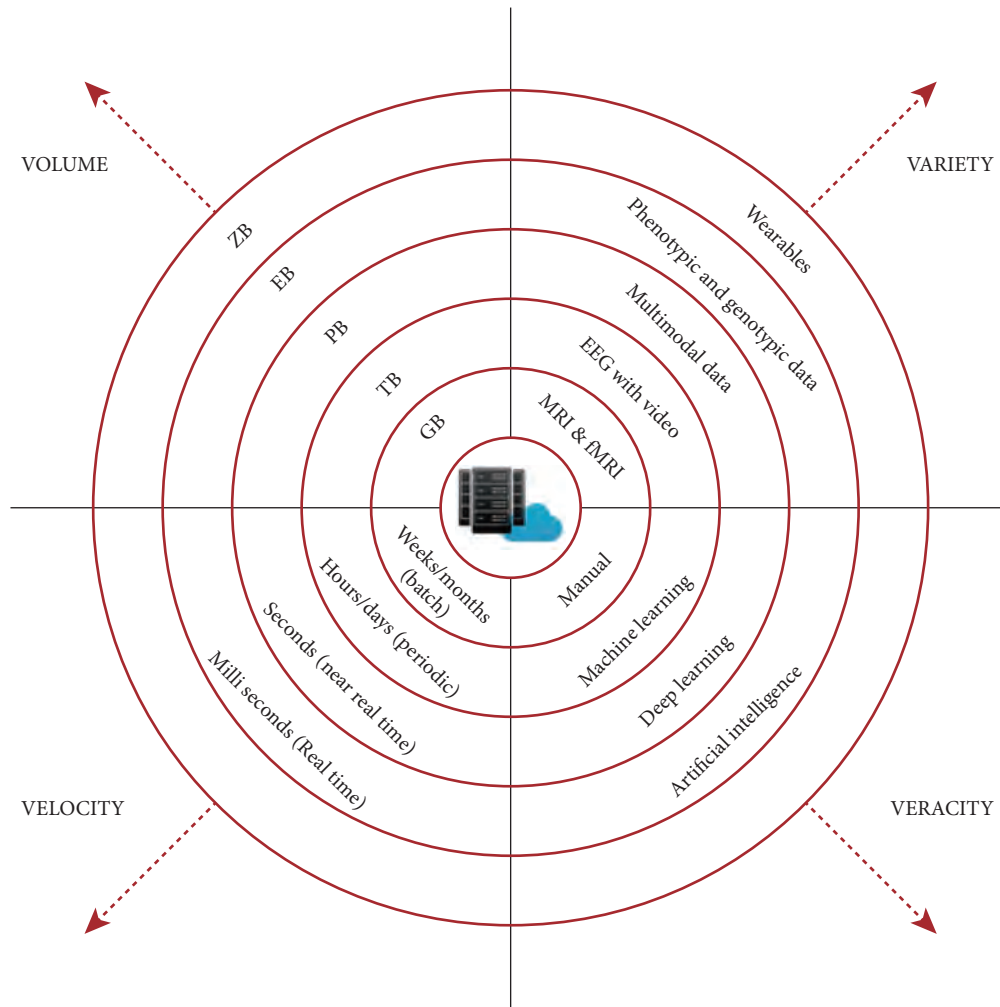 VOLUME
VARIETY
ZB
EB
PB
TB
GB
Wearables
Phenotypic and genotypic data
Multimodal data
EEG with video
MRI & fMRI
Weeks/months
(batch)
Hours/days (periodic)
Seconds (near real time)
Milli seconds (Real time)
Manual
Machine learning
Deep learning
Artificial intelligence
VELOCITY
VERACITY